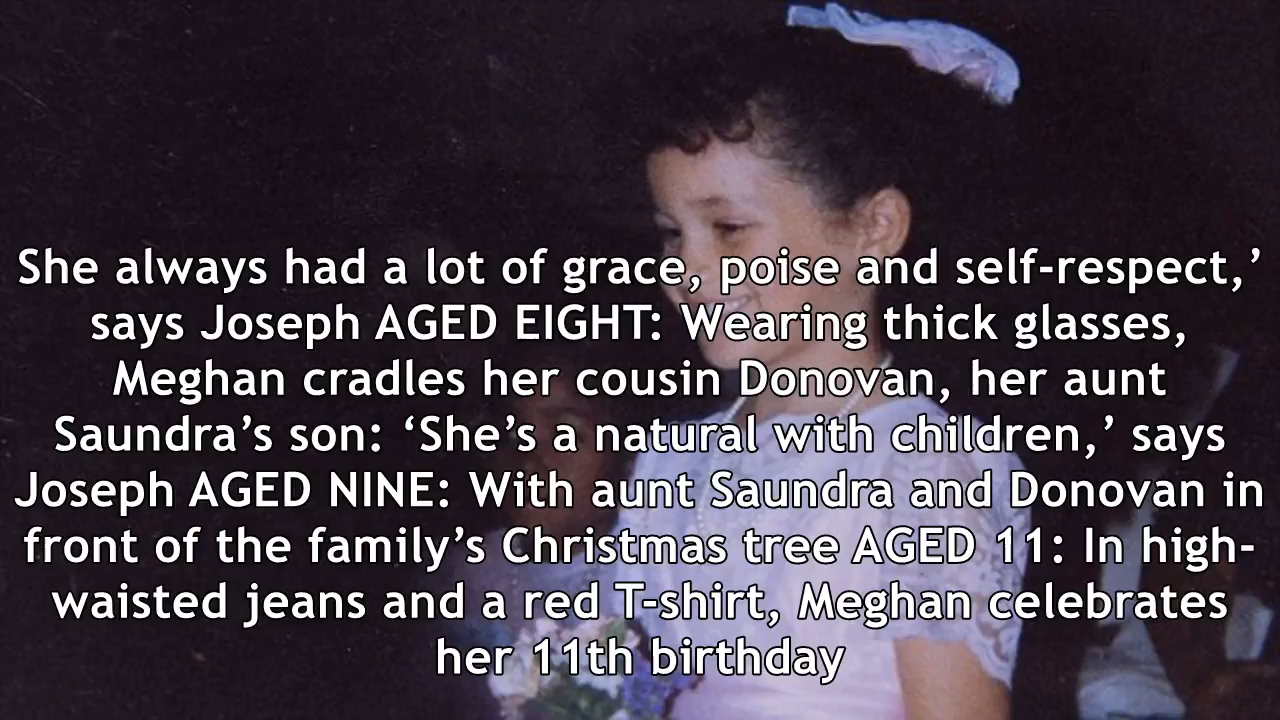 She always had a lot of grace, poise and self-respect,’
says Joseph AGED EIGHT: Wearing thick glasses,
Meghan cradles her cousin Donovan, her aunt
Saundra’s son: ‘She’s a natural with children,’ says
Joseph AGED NINE: With aunt Saundra and Donovan in
front of the family’s Christmas tree AGED 11: In high-
waisted jeans and a red T-shirt, Meghan celebrates
her 11th birthday